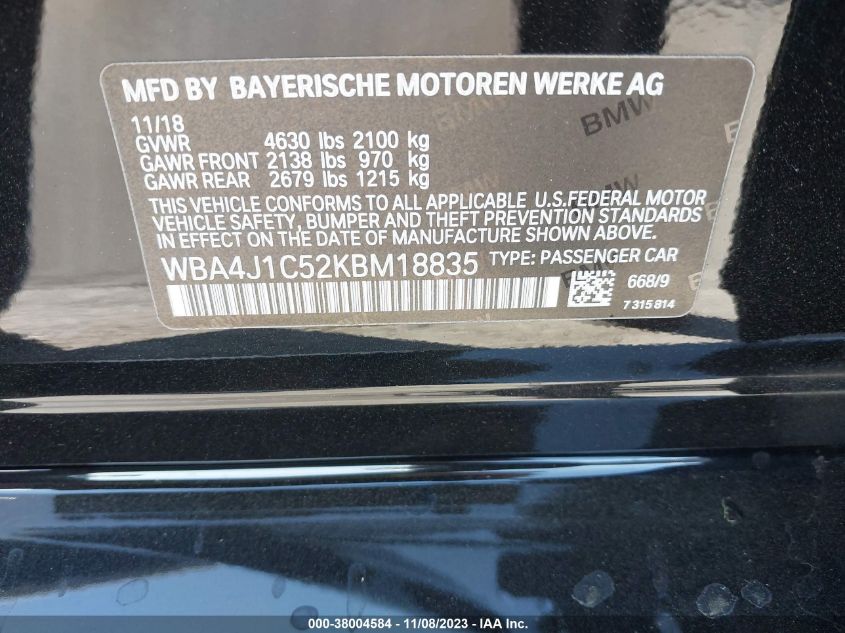 MFD BY BAYERISCHE MOTOREN WERKE AG
11/18
GVWR 4630 lbs 2100 kg
GAWR FRONT 2138 lbs 970 kg
GAWR REAR 2679 lbs 1215 kg
THIS VEHICLE CONFORMS TO ALL APPLICABLE U.S.FEDERAL MOTOR
VEHICLE SAFETY, BUMPER AND THEFT PREVENTION STANDARDS
IN EFFECT ON THE DATE OF MANUFACTURE SHOWN ABOVE.
WBA4J1C52KBM18835 TYPE: PASSENGER CAR
668/9
7 315 814
BMW
BMW
BMW
000-38004584 - 11/08/2023 - IAA Inc.